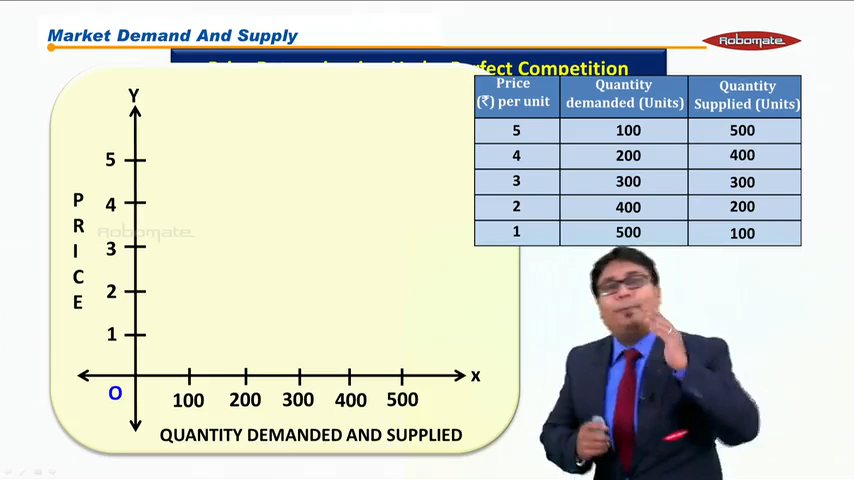 Market Demand And Supply
Robomate
Perfect Competition
Price Quantity Quantity
(₹) per unit demanded (Units) Supplied (Units)
5 100 500
4 200 400
3 300 300
2 400 200
1 500 100
Y
5
4
3
2
1
PRICE
Robomate
O
X
100 200 300 400 500
QUANTITY DEMANDED AND SUPPLIED